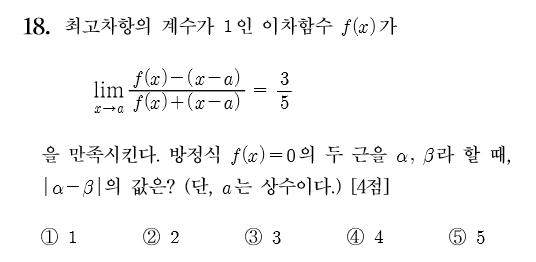 18. 최고차항의 계수가 1인 이차함수 f(x)가
lim_{x→a} \frac{f(x)-(x-a)}{f(x)+(x-a)} = \frac{3}{5}
을 만족시킨다. 방정식 f(x)=0의 두 근을 α, β라 할 때,
|α-β|의 값은? (단, a는 상수이다.) [4점]
① 1 ② 2 ③ 3 ④ 4 ⑤ 5